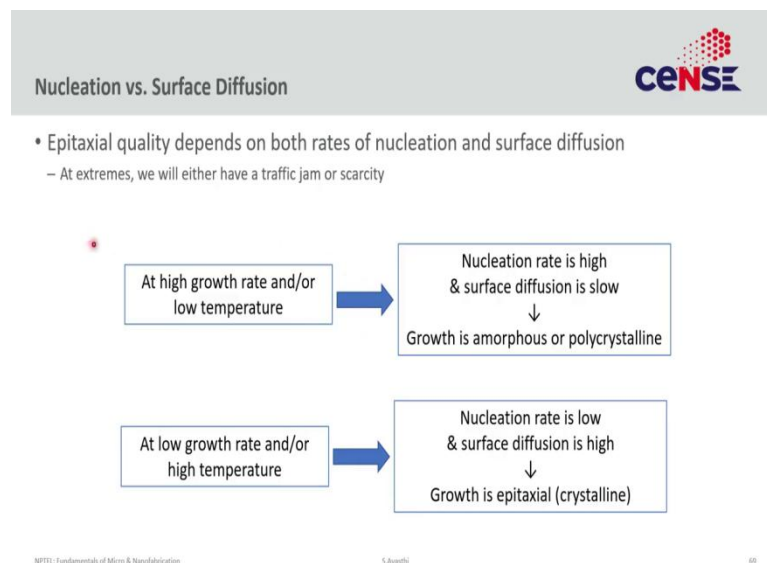 Nucleation vs. Surface Diffusion
CeNSE
• Epitaxial quality depends on both rates of nucleation and surface diffusion
– At extremes, we will either have a traffic jam or scarcity
At high growth rate and/or
low temperature
Nucleation rate is high
& surface diffusion is slow
↓
Growth is amorphous or polycrystalline
At low growth rate and/or
high temperature
Nucleation rate is low
& surface diffusion is high
↓
Growth is epitaxial (crystalline)
NPTEL: Fundamentals of Micro & Nanofabrication
S Avanthi
60